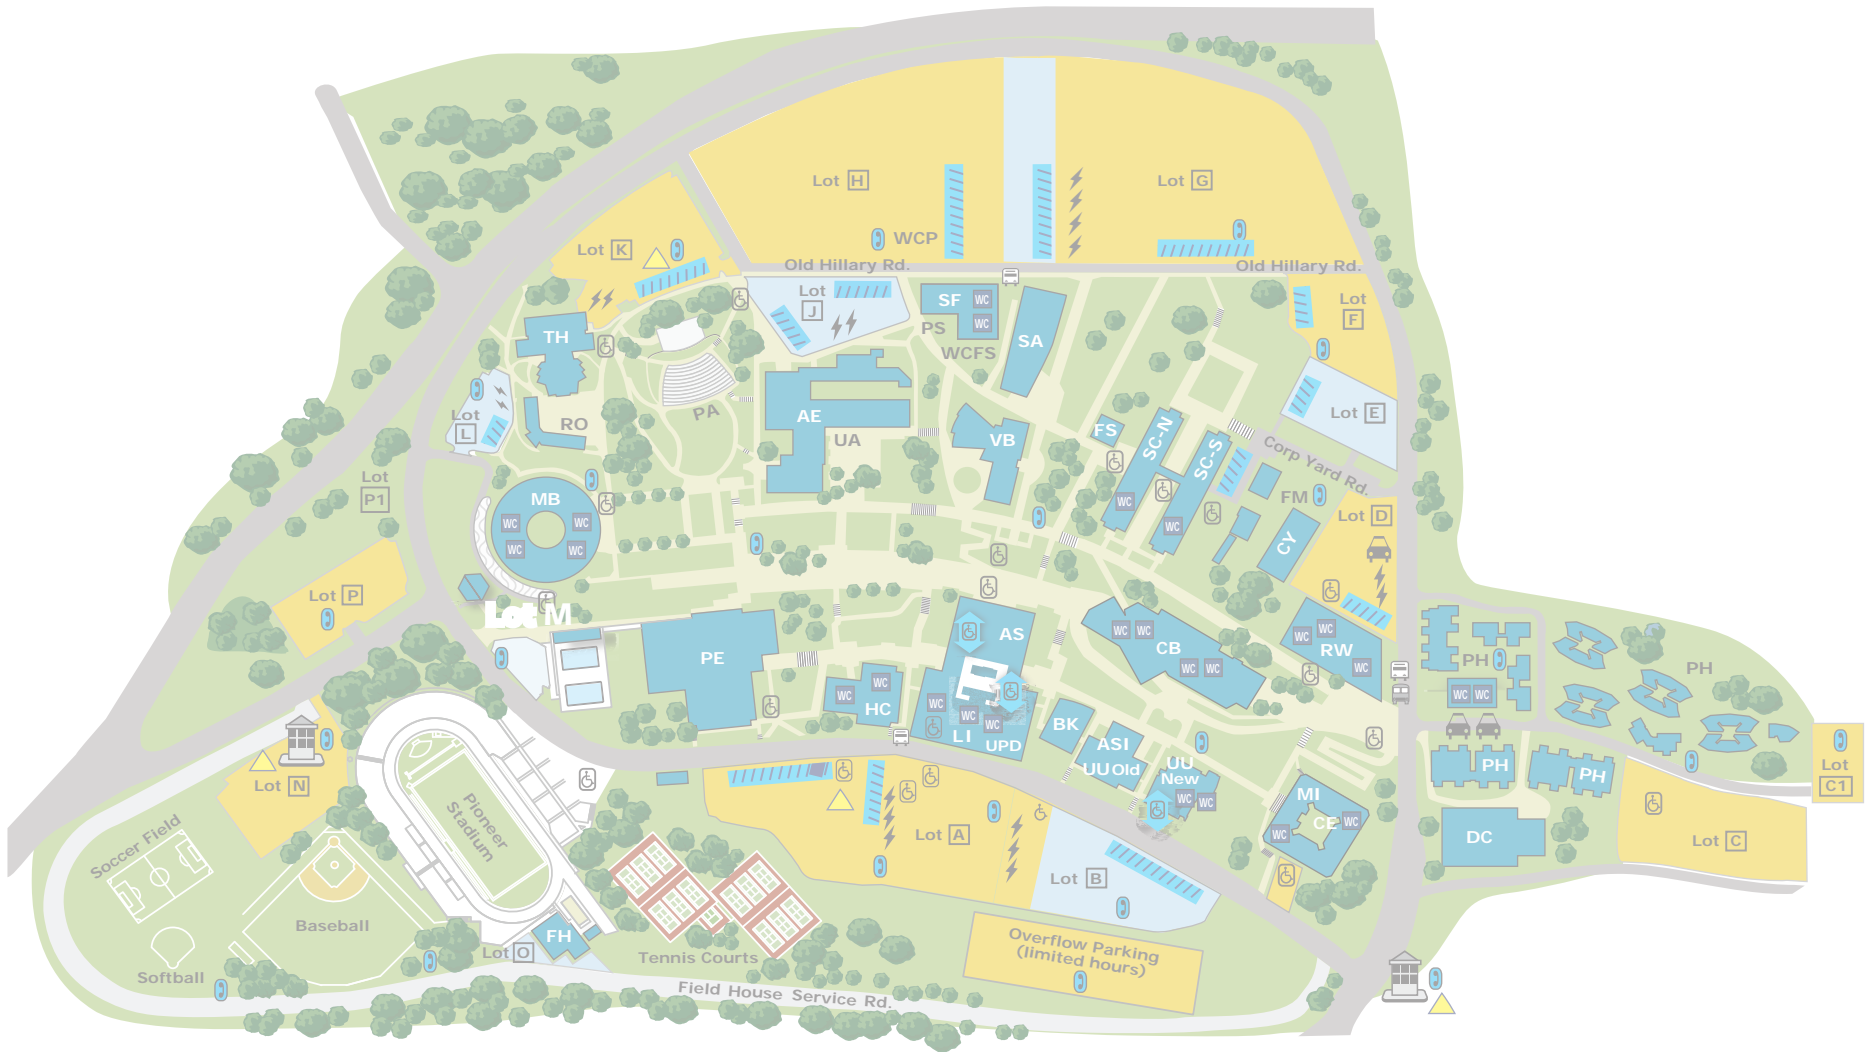 Lot H
Lot G
WCP
Lot K
Old Hillary Rd.
Old Hillary Rd.
Lot
J
SF
WC
WC
PS
WCFS
SA
Lot
F
TH
Lot
L
RO
PA
AE
UA
VB
FS
SC-N
SC-S
WC
WC
Lot E
Corp Yard Rd.
FM
Lot D
CY
Lot
P1
MB
WC
WC
WC
WC
Lot P
Lot M
PE
AS
WC
WC
CB
WC
WC
WC
WC
RW
WC
PH
WC
WC
PH
WC
WC
HC
WC
WC
WC
LI
UPD
BK
ASI
UU Old
UU
New
WC
WC
MI
CE
WC
WC
PH
PH
Lot
C1
DC
Lot C
Lot N
Pioneer
Stadium
Soccer Field
Baseball
Softball
Lot O
FH
Tennis Courts
Lot A
Lot B
Overflow Parking
(limited hours)
Field House Service Rd.